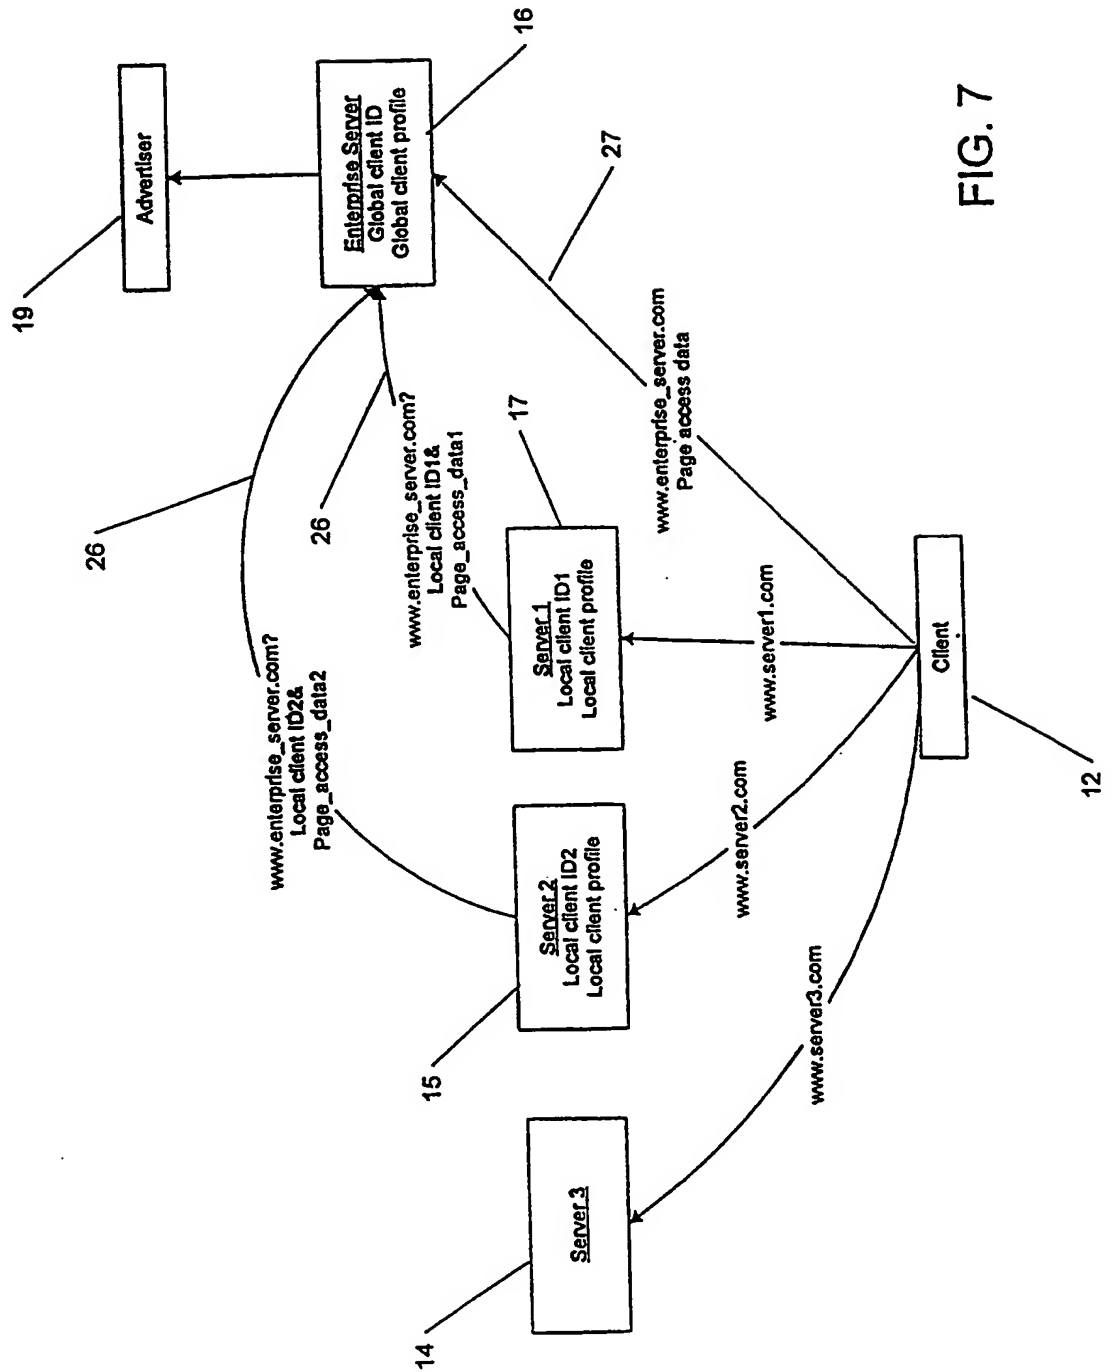 19
Advertiser
Enterprise Server
Global client ID
Global client profile
16
26
26
27
www.enterprise_server.com?
Local client ID2&
Page_access_data2
www.enterprise_server.com?
Local client ID1&
Page_access_data1
www.enterprise_server.com
Page access data
14
Server 3
15
Server 2
Local client ID2
Local client profile
17
Server 1
Local client ID1
Local client profile
www.server3.com
www.server2.com
www.server1.com
12
Client
FIG. 7